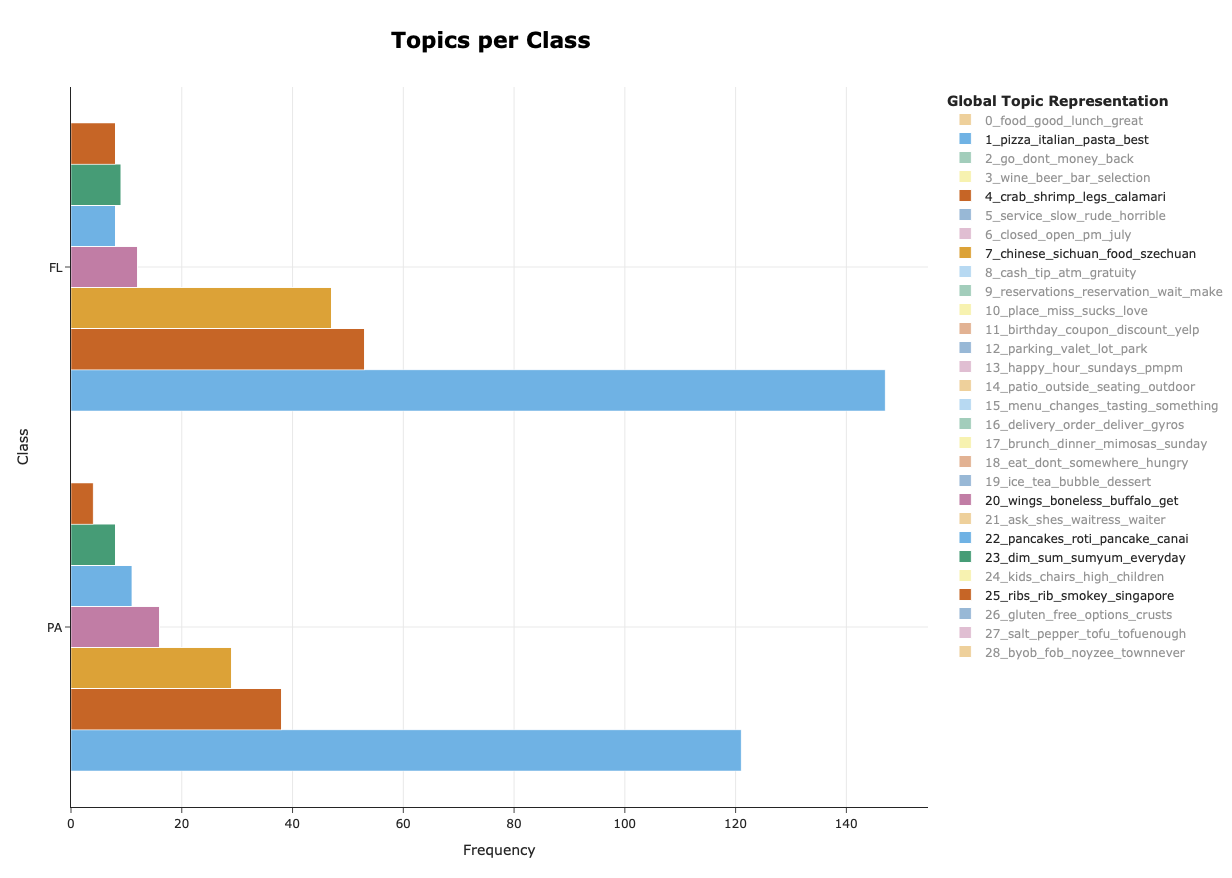 Topics per Class
Global Topic Representation
0_food_good_lunch_great
1_pizza_italian_pasta_best
2_go_dont_money_back
3_wine_beer_bar_selection
4_crab_shrimp_legs_calamari
5_service_slow_rude_horrible
6_closed_open_pm_july
7_chinese_sichuan_food_szechuan
8_cash_tip_atm_gratuity
9_reservations_reservation_wait_make
10_place_miss_sucks_love
11_birthday_coupon_discount_yelp
12_parking_valet_lot_park
13_happy_hour_sundays_pmpm
14_patio_outside_seating_outdoor
15_menu_changes_tasting_something
16_delivery_order_deliver_gyros
17_brunch_dinner_mimosas_sunday
18_eat_dont_somewhere_hungry
19_ice_tea_bubble_dessert
20_wings_boneless_buffalo_get
21_ask_shes_waitress_waiter
22_pancakes_roti_pancake_canai
23_dim_sum_sumyum_everyday
24_kids_chairs_high_children
25_ribs_rib_smokey_singapore
26_gluten_free_options_crusts
27_salt_pepper_tofu_tofuenough
28_byob_fob_noyzee_townnever
FL
Class
PA
0 20 40 60 80 100 120 140
Frequency